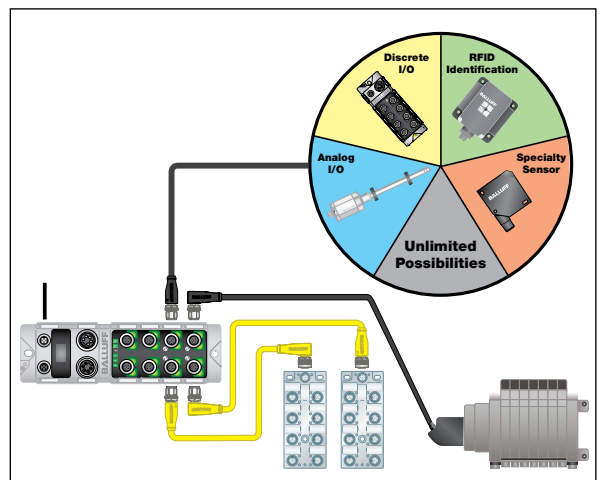 Discrete
I/O
RFID
Identification
BALLUFF
Analog
I/O
Specialty
Sensor
BALLUFF
Unlimited
Possibilities
BALLUFF